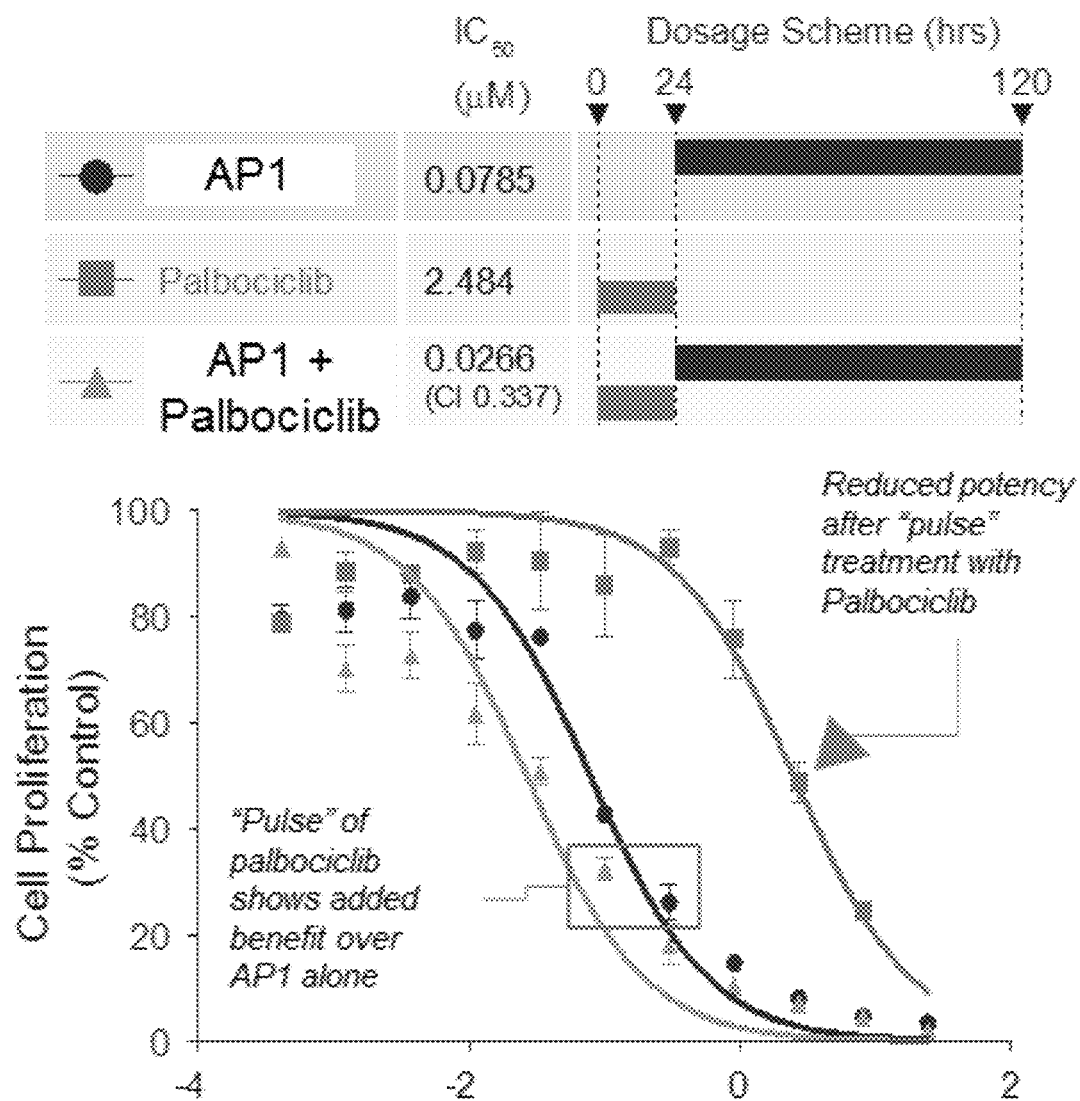 IC50 Dosage Scheme (hrs)
(μM) 0 24 120
AP1 0.0785
Palbociclib 2.484
AP1 + 0.0266
Palbociclib (CI 0.337)
Reduced potency
after “pulse”
treatment with
Palbociclib
“Pulse” of
palbociclib
shows added
benefit over
AP1 alone
Cell Proliferation
(% Control)
100
80
60
40
20
0
-4 -2 0 2